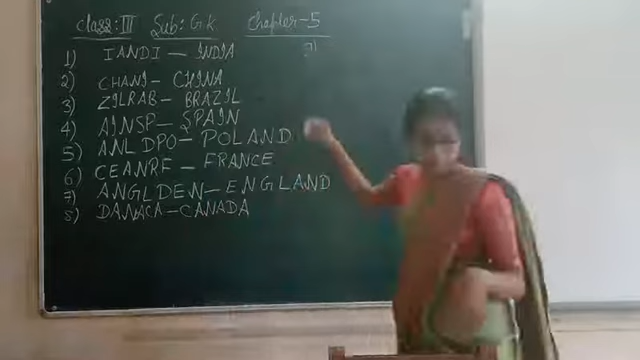 Class: III Sub: G.K. Chapter-5
1) IANDI - INDIA
2) CHANI - CHINA
3) ZILRAB - BRAZIL
4) AINSP - SPAIN
5) ANLDPO - POLAND
6) CEANRF - FRANCE
7) ANGLDEN - ENGLAND
8) DANACA - CANADA